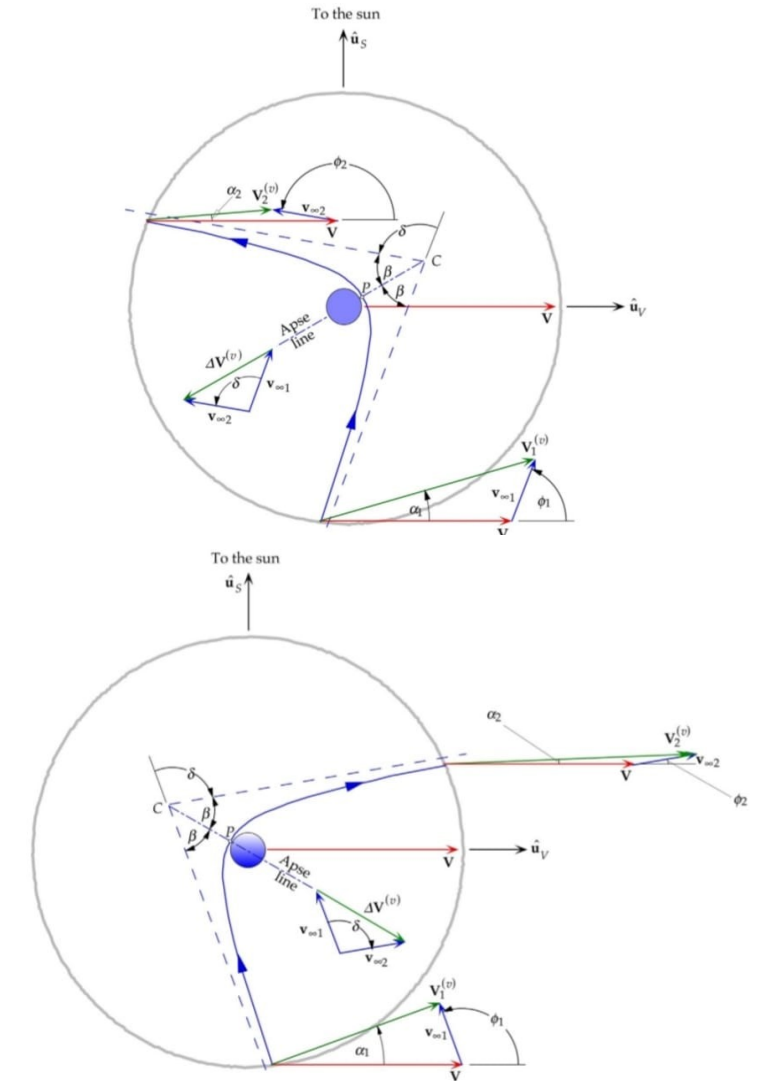 To the sun
û_S
ϕ₂
α₂ V₂⁽ᵛ⁾
v∞₂
V
δ
C
β
P
β
V
û_V
Apse
line
ΔV⁽ᵛ⁾
δ
v∞₁
v∞₂
V₁⁽ᵛ⁾
v∞₁
ϕ₁
α₁
V
To the sun
û_S
α₂
V₂⁽ᵛ⁾
v∞₂
V
ϕ₂
δ
C
β
P
β
V
û_V
Apse
line
ΔV⁽ᵛ⁾
v∞₁
δ
v∞₂
V₁⁽ᵛ⁾
ϕ₁
v∞₁
α₁
V